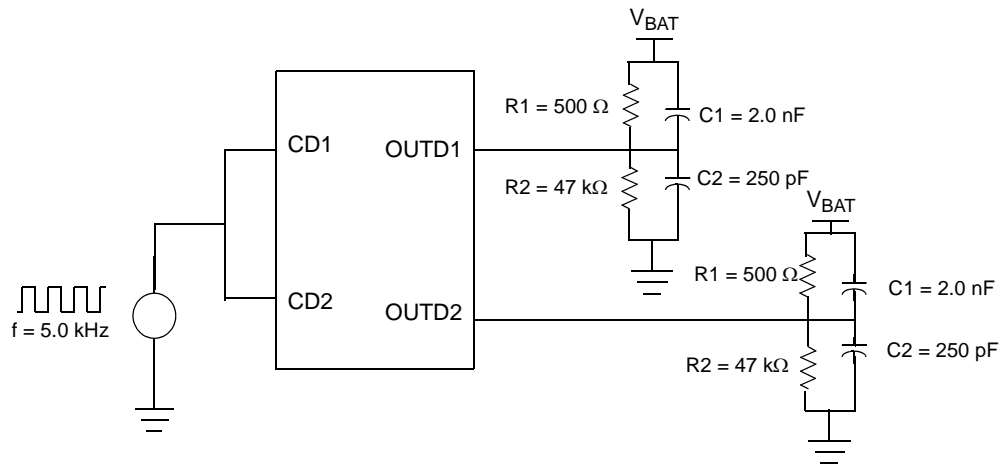 V_BAT
R1 = 500 Ω
C1 = 2.0 nF
CD1
OUTD1
R2 = 47 kΩ
C2 = 250 pF
V_BAT
R1 = 500 Ω
C1 = 2.0 nF
CD2
OUTD2
f = 5.0 kHz
R2 = 47 kΩ
C2 = 250 pF